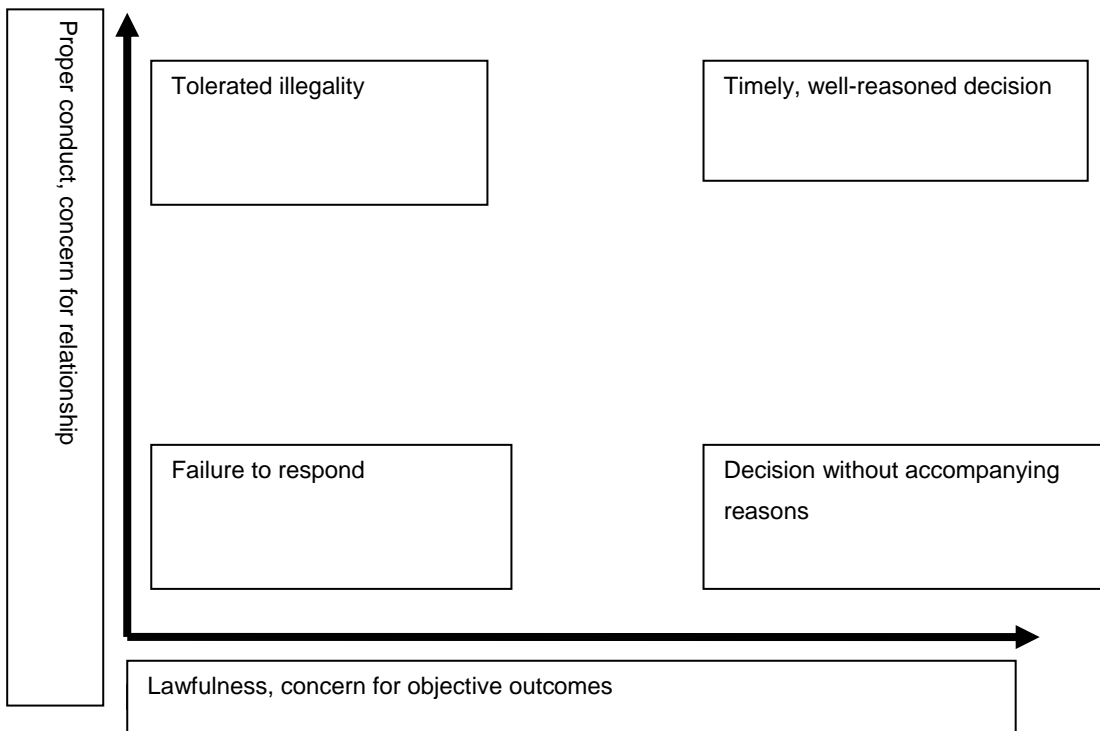 Proper conduct, concern for relationship
Tolerated illegality
Timely, well-reasoned decision
Failure to respond
Decision without accompanying
reasons
Lawfulness, concern for objective outcomes